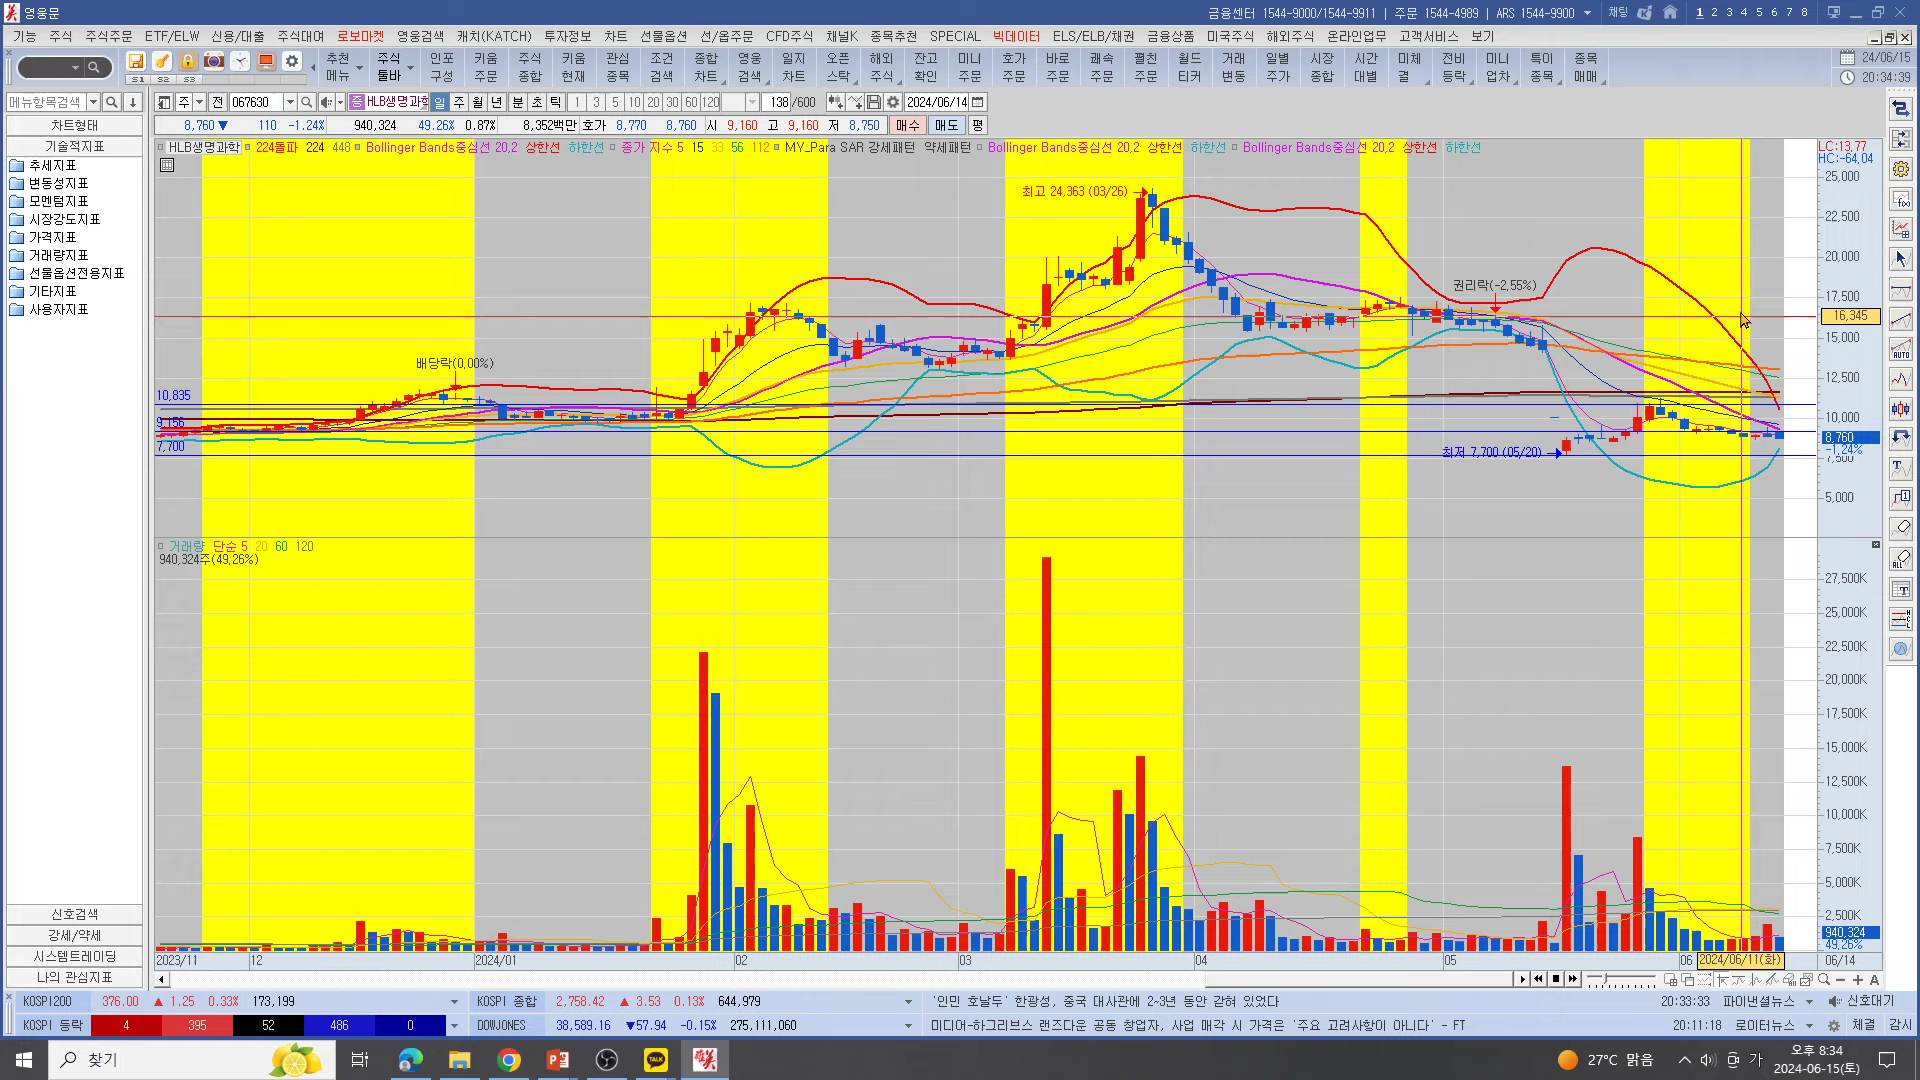 영웅문
금융센터 1544-9000/1544-9911 | 주문 1544-4989 | ARS 1544-9900 채팅 1 2 3 4 5 6 7 8
기능 주식 주식주문 ETF/ELW 신용/대출 주식대여 로보마켓 영웅검색 캐치(KATCH) 투자정보 차트 선물옵션 선/옵주문 CFD주식 채널K 종목추천 SPECIAL 빅데이터 ELS/ELB/채권 금융상품 미국주식 해외주식 온라인업무 고객서비스 보기
추천 주식 인포 주식 키움 관심 조건 종합 영웅 일지 오픈 해외 잔고 미니 호가 바로 쾌속 펼친 월드 거래 일별 시장 시간 미체 전비 미니 특이 종목
메뉴 툴바 구성 주문 종합 현재 종목 검색 차트 검색 차트 스탁 주식 확인 주문 주문 주문 주문 주문 티커 변동 주가 종합 대별 결 등락 업차 종목 매매
S1 S2 S3
24/06/15
20:34:39
메뉴항목검색 주 전 067630 증 HLB생명과학 일 주 월 년 분 초 틱 1 3 5 10 20 30 60 120 138 /600 2024/06/14
8,760▼ 110 -1.24% 940,324 49.26% 0.87% 8,352백만 호가 8,770 8,760 시 9,160 고 9,160 저 8,750 매수 매도 평
차트형태
기술적지표
추세지표
변동성지표
모멘텀지표
시장강도지표
가격지표
거래량지표
선물옵션전용지표
기타지표
사용자지표
신호검색
강세/약세
시스템트레이딩
나의 관심지표
HLB생명과학 224돌파 224 448 Bollinger Bands중심선 20,2 상한선 하한선 종가 지수 5 15 33 56 112 MY_Para SAR 강세패턴 약세패턴 Bollinger Bands중심선 20,2 상한선 하한선 Bollinger Bands중심선 20,2 상한선 하한선
LC:13.77
HC:-64.04
25,000
최고 24,363 (03/26)
22,500
20,000
권리락(-2.55%)
17,500
16,345
15,000
배당락(0.00%)
12,500
10,835
10,000
9,156
8,760
-1.24%
7,700
최저 7,700 (05/20)
7,500
5,000
거래량 단순 5 20 60 120
940,324주(49.26%)
27,500K
25,000K
22,500K
20,000K
17,500K
15,000K
12,500K
10,000K
7,500K
5,000K
2,500K
940,324
49.26%
2023/11 12 2024/01 02 03 04 05 06 2024/06/11(화) 06/14
KOSPI200 376.00 ▲ 1.25 0.33% 173,199 KOSPI 종합 2,758.42 ▲ 3.53 0.13% 644,979 '인민 호날두' 한광성, 중국 대사관에 2~3년 동안 갇혀 있었다 20:33:33 파이낸셜뉴스 신호대기
KOSPI 등락 4 395 52 486 0 DOWJONES 38,589.16 ▼57.94 -0.15% 275,111,060 미디어-하그리브스 랜즈다운 공동 창업자, 사업 매각 시 가격은 '주요 고려사항이 아니다' - FT 20:11:18 로이터뉴스 체결 감시
찾기 TALK 27°C 맑음 가 오후 8:34
2024-06-15(토)